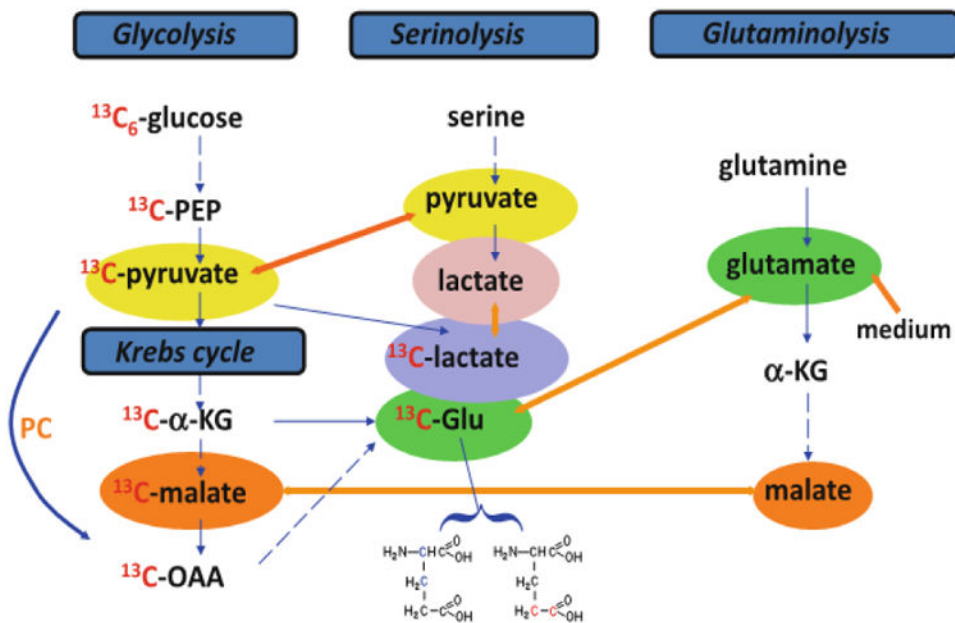 Glycolysis
Serinolysis
Glutaminolysis
¹³C₆-glucose
serine
glutamine
¹³C-PEP
pyruvate
¹³C-pyruvate
lactate
glutamate
medium
Krebs cycle
¹³C-lactate
α-KG
PC
¹³C-α-KG
¹³C-Glu
¹³C-malate
malate
¹³C-OAA
H₂N—CHC=O
OH
H₂C
H₂C—C=O
OH
H₂N—CHC=O
OH
H₂C
H₂C—C=O
OH